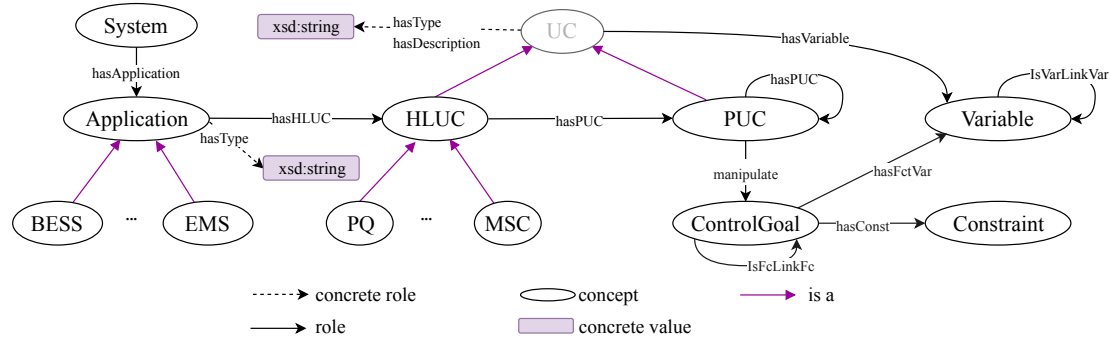 System
xsd:string
hasType
hasDescription
UC
hasVariable
hasApplication
hasPUC
IsVarLinkVar
Application
hasHLUC
HLUC
hasPUC
PUC
Variable
hasType
xsd:string
manipulate
hasFctVar
BESS
...
EMS
PQ
...
MSC
ControlGoal
hasConst
Constraint
IsFcLinkFc
concrete role
concept
is a
role
concrete value